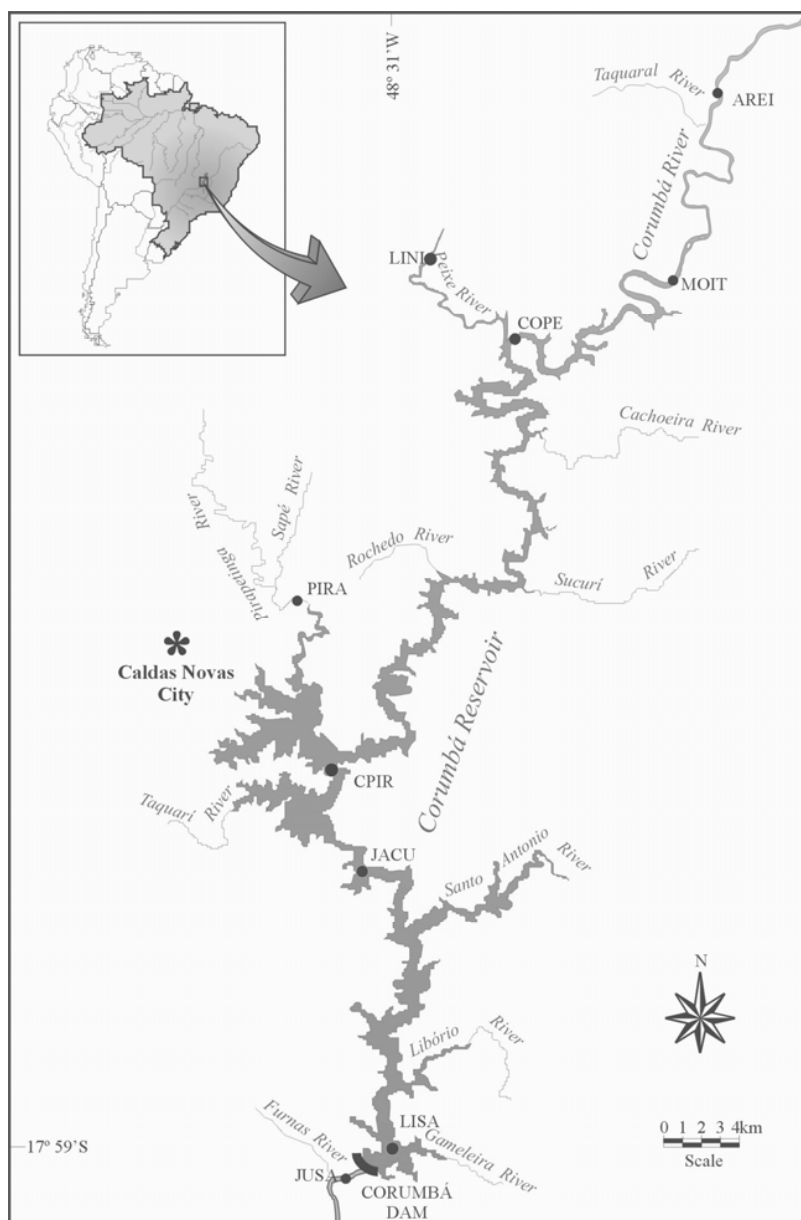 48° 31'W
Taquaral
River
AREI
Corumbá River
LINI
Peixe River
MOIT
COPE
Cachoeira River
Pirapetinga River
Sapé River
Rochedo River
PIRA
Sucurí River
Caldas Novas
City
Corumbá Reservoir
CPIR
Taquarí River
JACU
Santo Antonio River
N
Libório River
Furnas River
LISA
Gameleira River
17° 59'S
0 1 2 3 4km
Scale
JUSA
CORUMBÁ
DAM